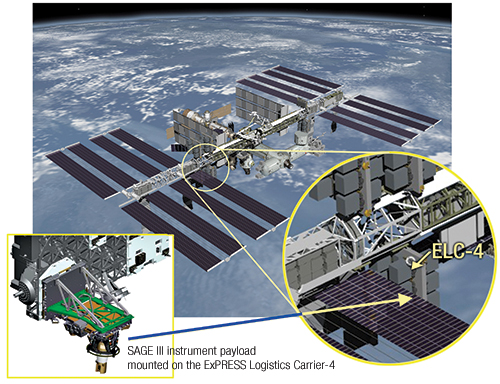 ELC-4
SAGE III instrument payload
mounted on the ExPRESS Logistics Carrier-4